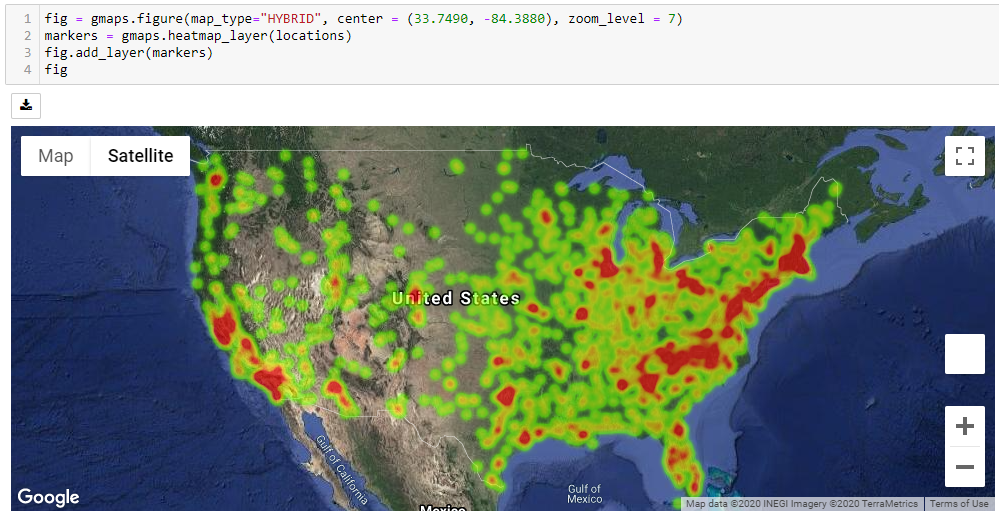 1 fig = gmaps.figure(map_type="HYBRID", center = (33.7490, -84.3880), zoom_level = 7)
2 markers = gmaps.heatmap_layer(locations)
3 fig.add_layer(markers)
4 fig
Map Satellite
United States
Gulf of California
Gulf of
Mexico
Mexico
Google
Map data ©2020 INEGI Imagery ©2020 TerraMetrics Terms of Use